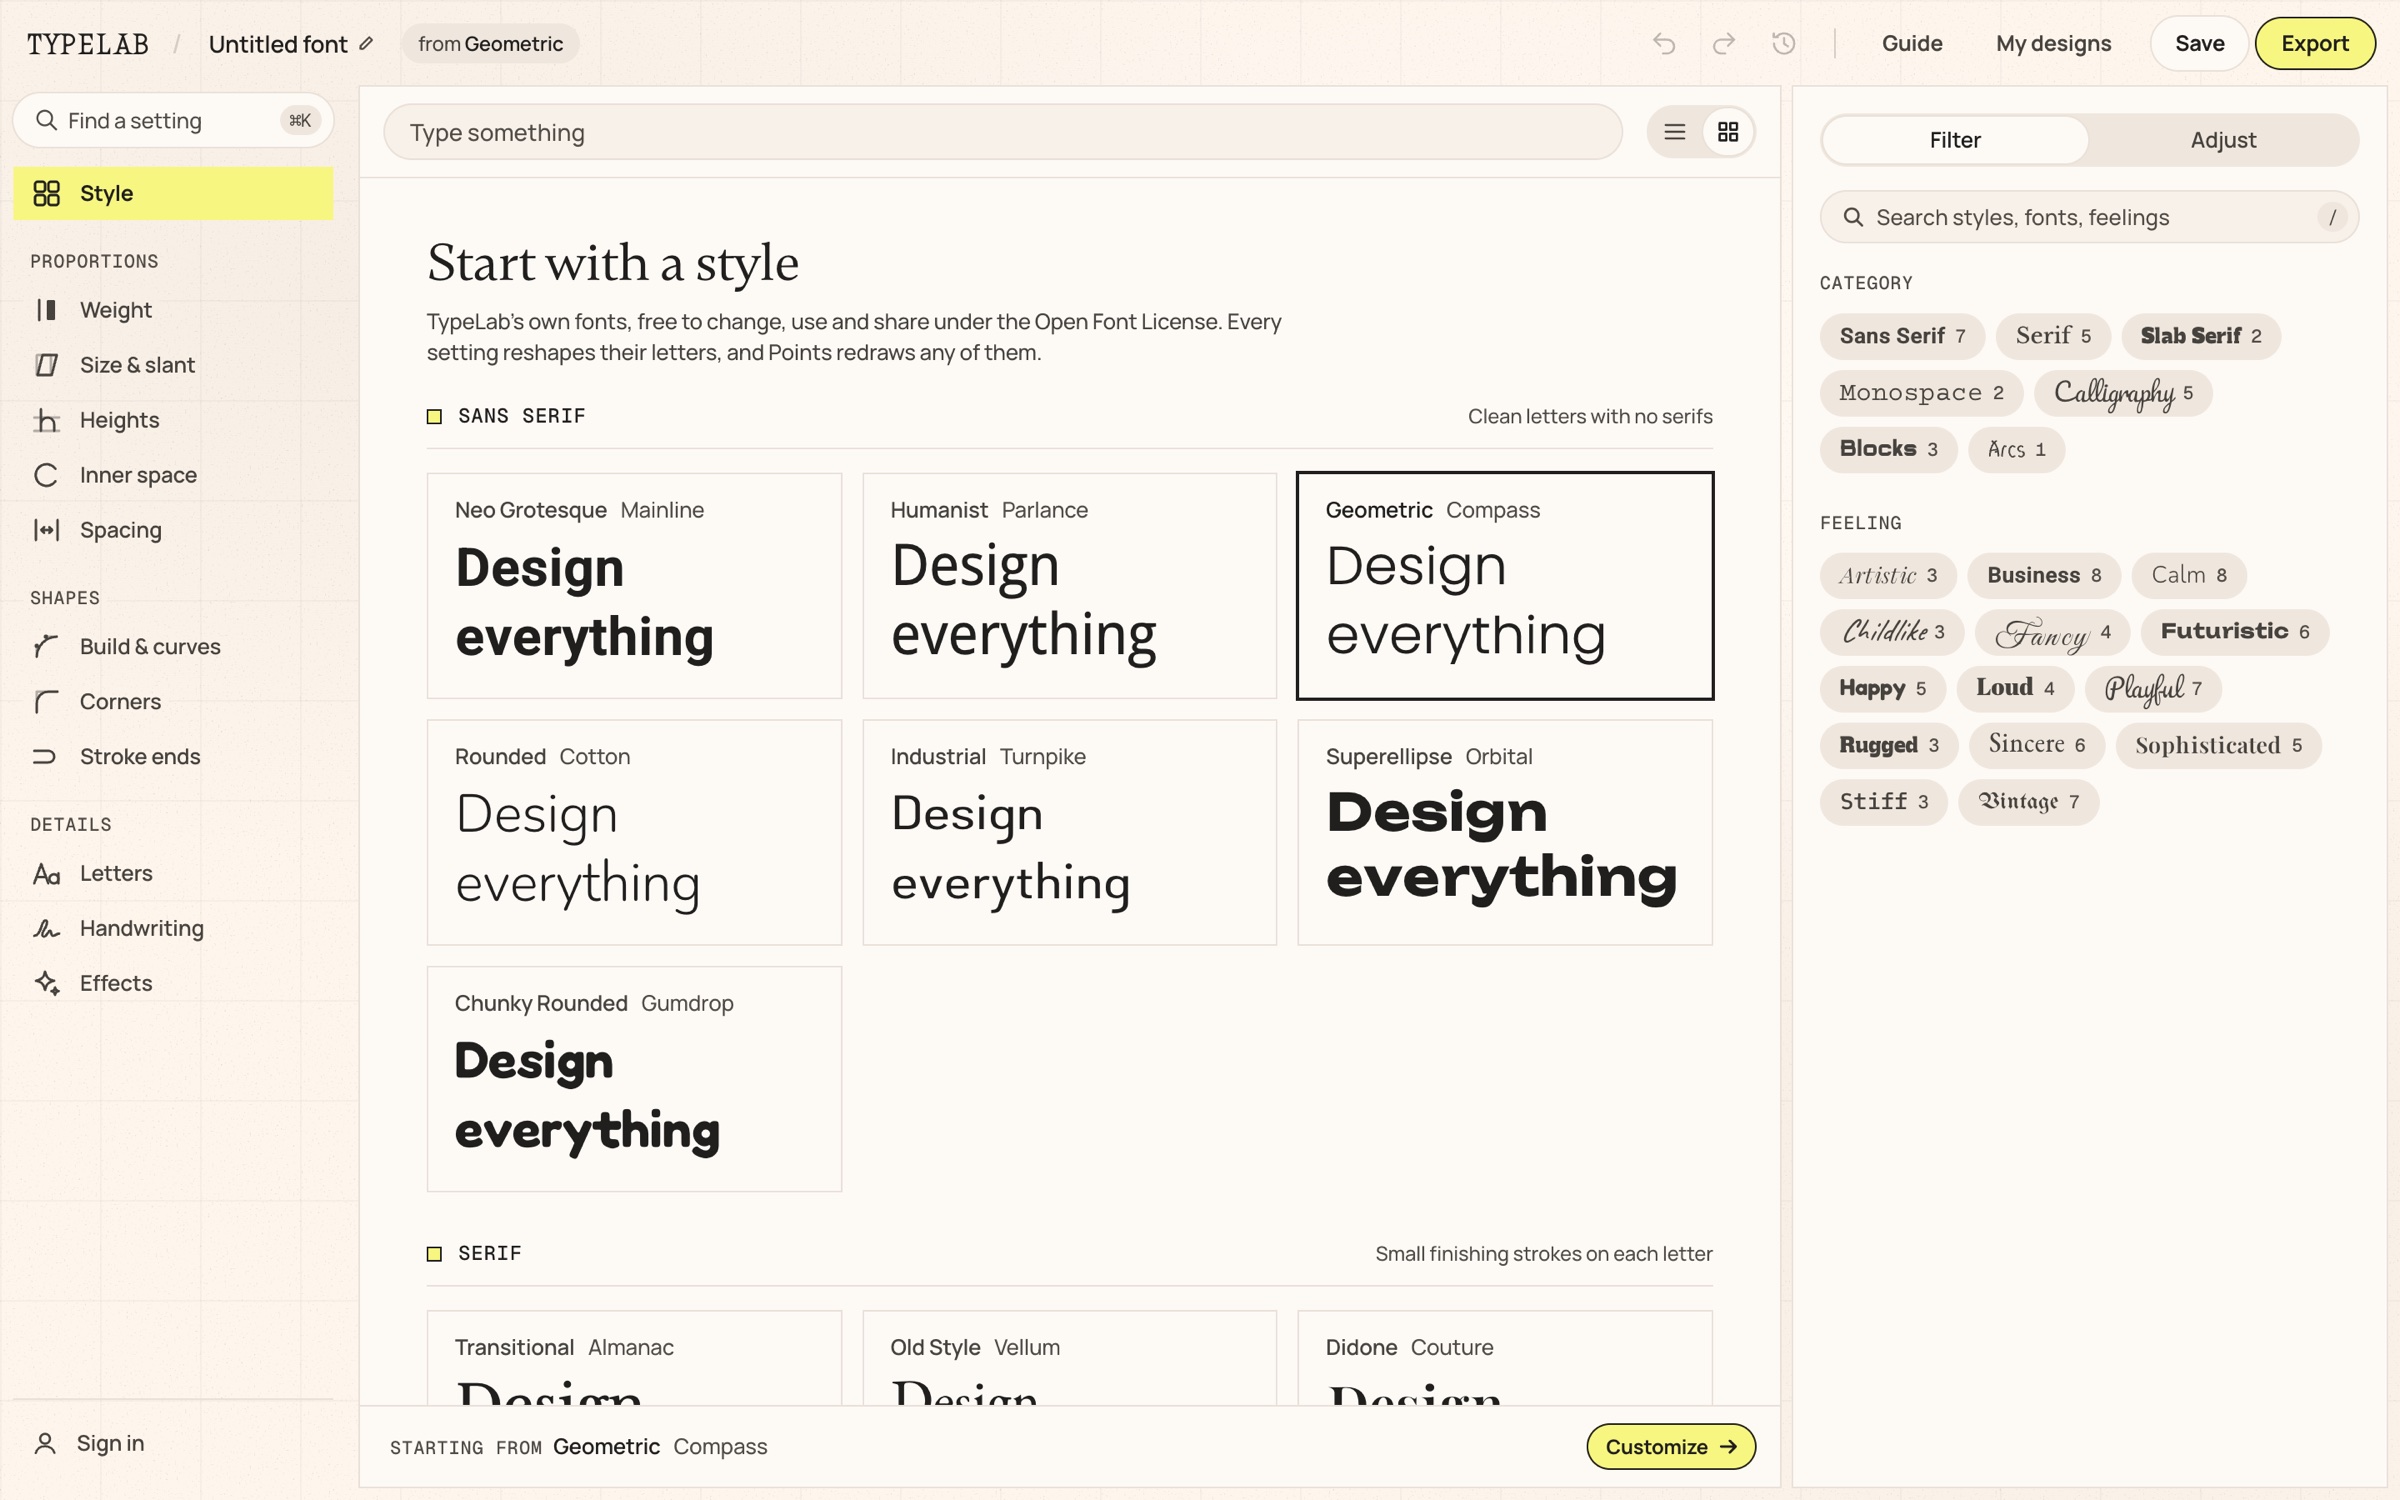 TYPELAB / Untitled font from Geometric Guide My designs Save Export
Find a setting ⌘K
Style
PROPORTIONS
Weight
Size & slant
Heights
Inner space
Spacing
SHAPES
Build & curves
Corners
Stroke ends
DETAILS
Letters
Handwriting
Effects
Sign in
Type something
Start with a style
TypeLab's own fonts, free to change, use and share under the Open Font License. Every
setting reshapes their letters, and Points redraws any of them.
SANS SERIF Clean letters with no serifs
Neo Grotesque Mainline
Design
everything
Humanist Parlance
Design
everything
Geometric Compass
Design
everything
Rounded Cotton
Design
everything
Industrial Turnpike
Design
everything
Superellipse Orbital
Design
everything
Chunky Rounded Gumdrop
Design
everything
SERIF Small finishing strokes on each letter
Transitional Almanac
Design
Old Style Vellum
Design
Didone Couture
Design
STARTING FROM Geometric Compass Customize →
Filter Adjust
Search styles, fonts, feelings /
CATEGORY
Sans Serif 7 Serif 5 Slab Serif 2
Monospace 2 Calligraphy 5
Blocks 3 Arcs 1
FEELING
Artistic 3 Business 8 Calm 8
Childlike 3 Fancy 4 Futuristic 6
Happy 5 Loud 4 Playful 7
Rugged 3 Sincere 6 Sophisticated 5
Stiff 3 Vintage 7